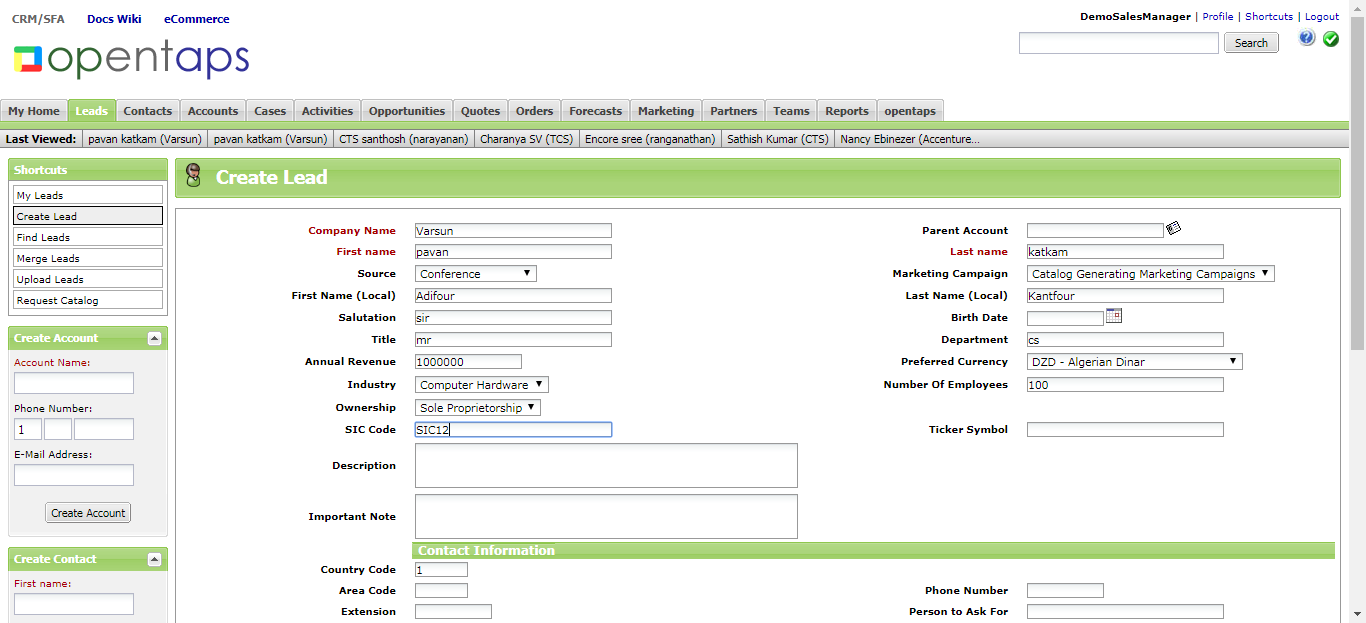 CRM/SFA Docs Wiki eCommerce
DemoSalesManager | Profile | Shortcuts | Logout
opentaps
Search
My Home Leads Contacts Accounts Cases Activities Opportunities Quotes Orders Forecasts Marketing Partners Teams Reports opentaps
Last Viewed: pavan katkam (Varsun) pavan katkam (Varsun) CTS santhosh (narayanan) Charanya SV (TCS) Encore sree (ranganathan) Sathish Kumar (CTS) Nancy Ebinezer (Accenture...
Shortcuts
My Leads
Create Lead
Find Leads
Merge Leads
Upload Leads
Request Catalog
Create Account
Account Name:
Phone Number:
1
E-Mail Address:
Create Account
Create Contact
First name:
Create Lead
Company Name Varsun Parent Account
First name pavan Last name katkam
Source Conference Marketing Campaign Catalog Generating Marketing Campaigns
First Name (Local) Adifour Last Name (Local) Kantfour
Salutation sir Birth Date
Title mr Department cs
Annual Revenue 1000000 Preferred Currency DZD - Algerian Dinar
Industry Computer Hardware Number Of Employees 100
Ownership Sole Proprietorship
SIC Code SIC12 Ticker Symbol
Description
Important Note
Contact Information
Country Code 1
Area Code Phone Number
Extension Person to Ask For